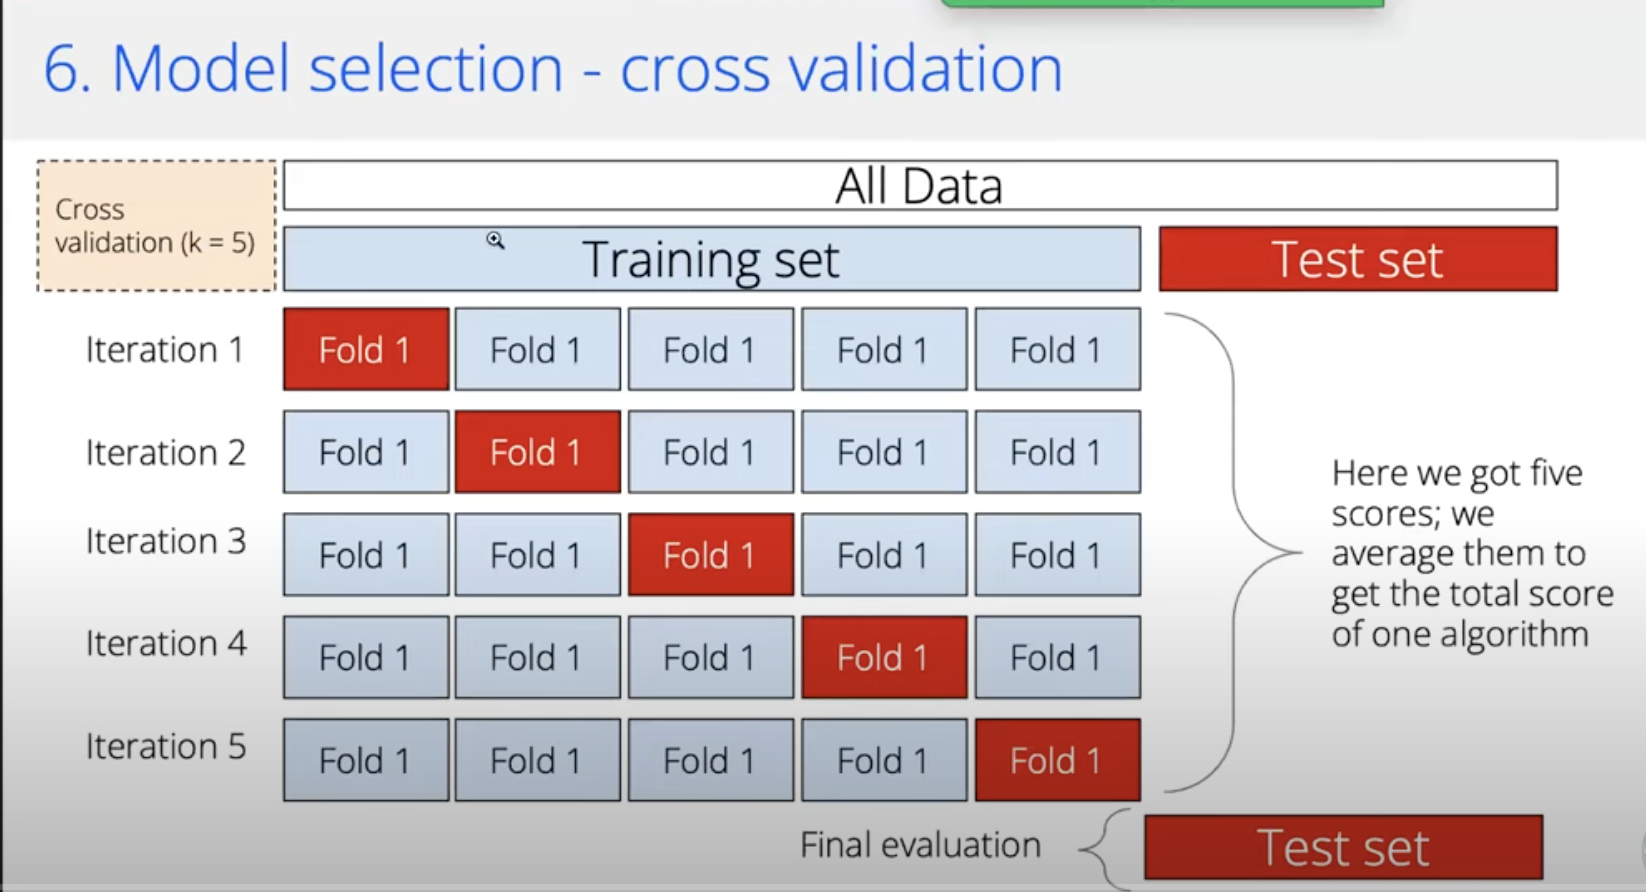 6. Model selection - cross validation
Cross
validation (k = 5)
All Data
Training set
Test set
Iteration 1
Fold 1 Fold 1 Fold 1 Fold 1 Fold 1
Iteration 2
Fold 1 Fold 1 Fold 1 Fold 1 Fold 1
Iteration 3
Fold 1 Fold 1 Fold 1 Fold 1 Fold 1
Iteration 4
Fold 1 Fold 1 Fold 1 Fold 1 Fold 1
Iteration 5
Fold 1 Fold 1 Fold 1 Fold 1 Fold 1
Here we got five
scores; we
average them to
get the total score
of one algorithm
Final evaluation
Test set